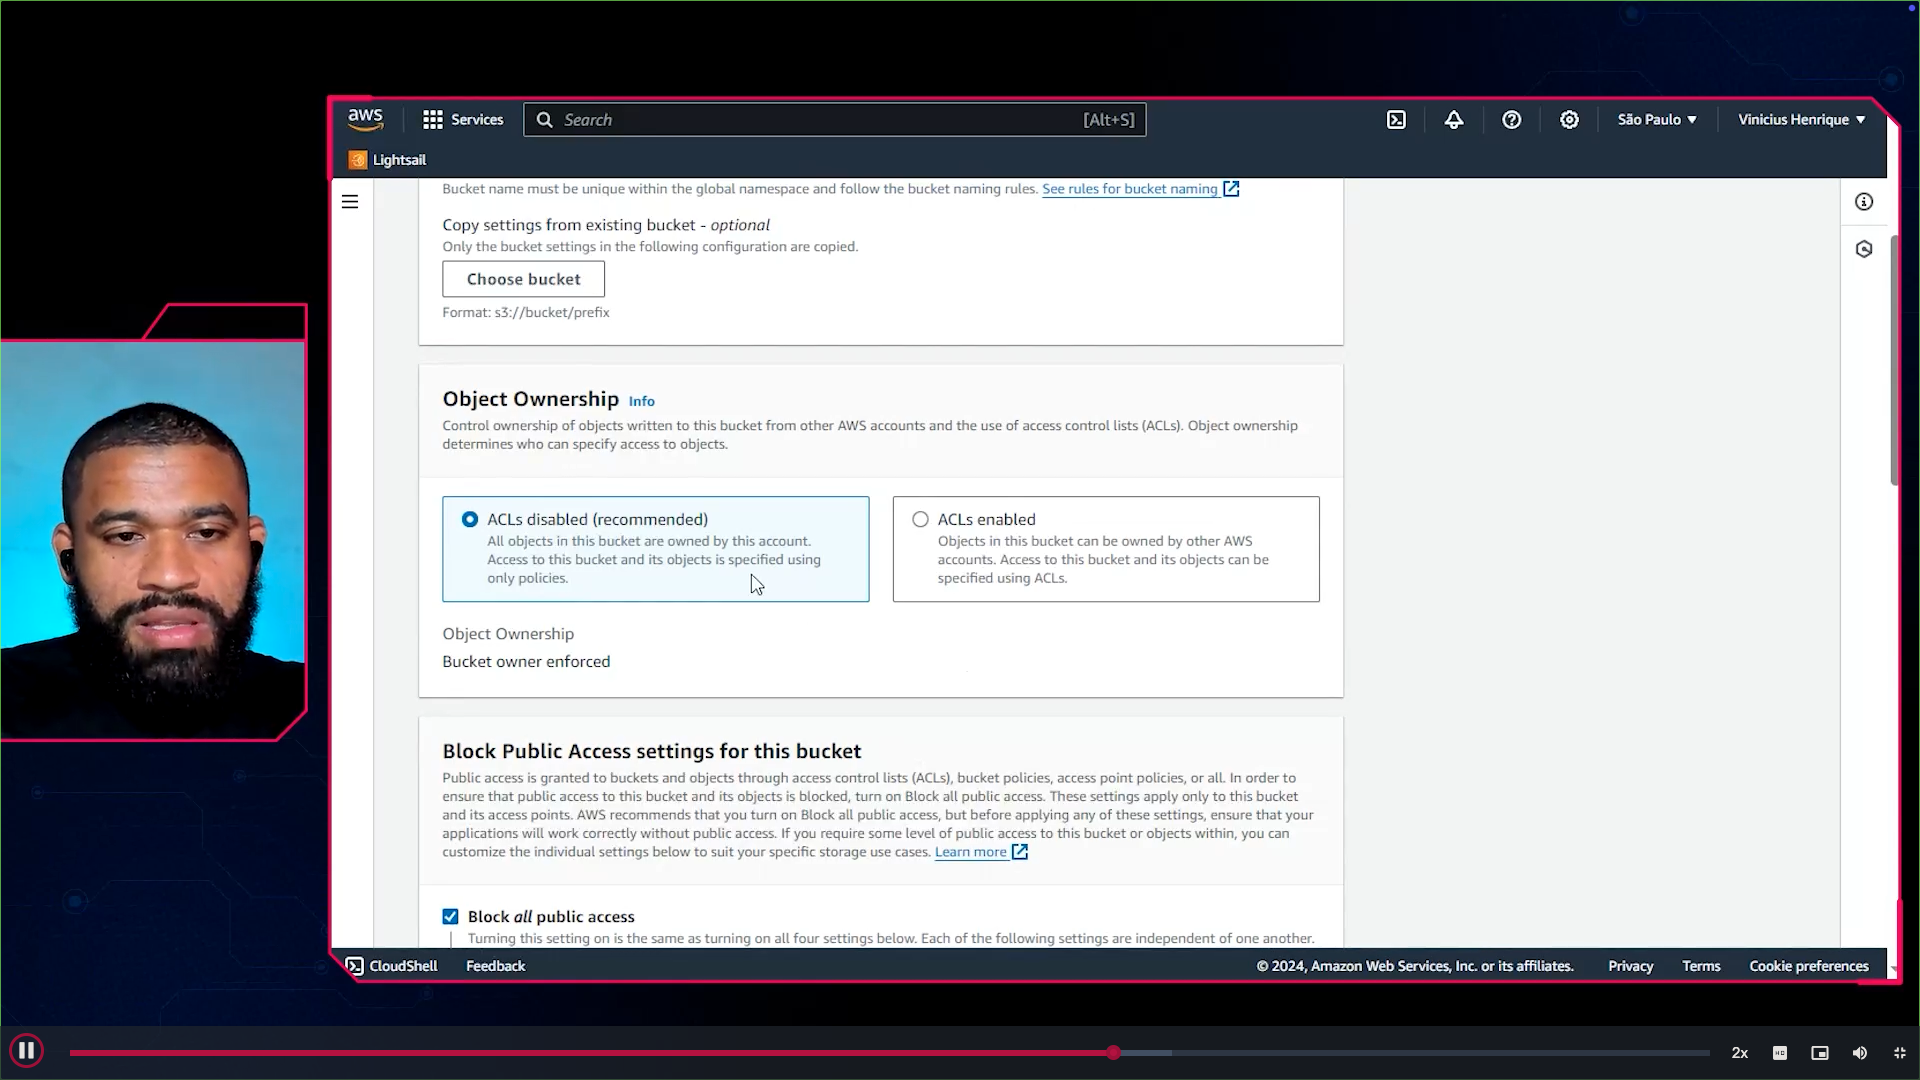 aws
Services
Search
[Alt+S]
São Paulo
Vinicius Henrique
Lightsail
Bucket name must be unique within the global namespace and follow the bucket naming rules. See rules for bucket naming
Copy settings from existing bucket - optional
Only the bucket settings in the following configuration are copied.
Choose bucket
Format: s3://bucket/prefix
Object Ownership Info
Control ownership of objects written to this bucket from other AWS accounts and the use of access control lists (ACLs). Object ownership
determines who can specify access to objects.
ACLs disabled (recommended)
All objects in this bucket are owned by this account.
Access to this bucket and its objects is specified using
only policies.
ACLs enabled
Objects in this bucket can be owned by other AWS
accounts. Access to this bucket and its objects can be
specified using ACLs.
Object Ownership
Bucket owner enforced
Block Public Access settings for this bucket
Public access is granted to buckets and objects through access control lists (ACLs), bucket policies, access point policies, or all. In order to
ensure that public access to this bucket and its objects is blocked, turn on Block all public access. These settings apply only to this bucket
and its access points. AWS recommends that you turn on Block all public access, but before applying any of these settings, ensure that your
applications will work correctly without public access. If you require some level of public access to this bucket or objects within, you can
customize the individual settings below to suit your specific storage use cases. Learn more
Block all public access
Turning this setting on is the same as turning on all four settings below. Each of the following settings are independent of one another.
CloudShell
Feedback
© 2024, Amazon Web Services, Inc. or its affiliates.
Privacy
Terms
Cookie preferences
2x
HD